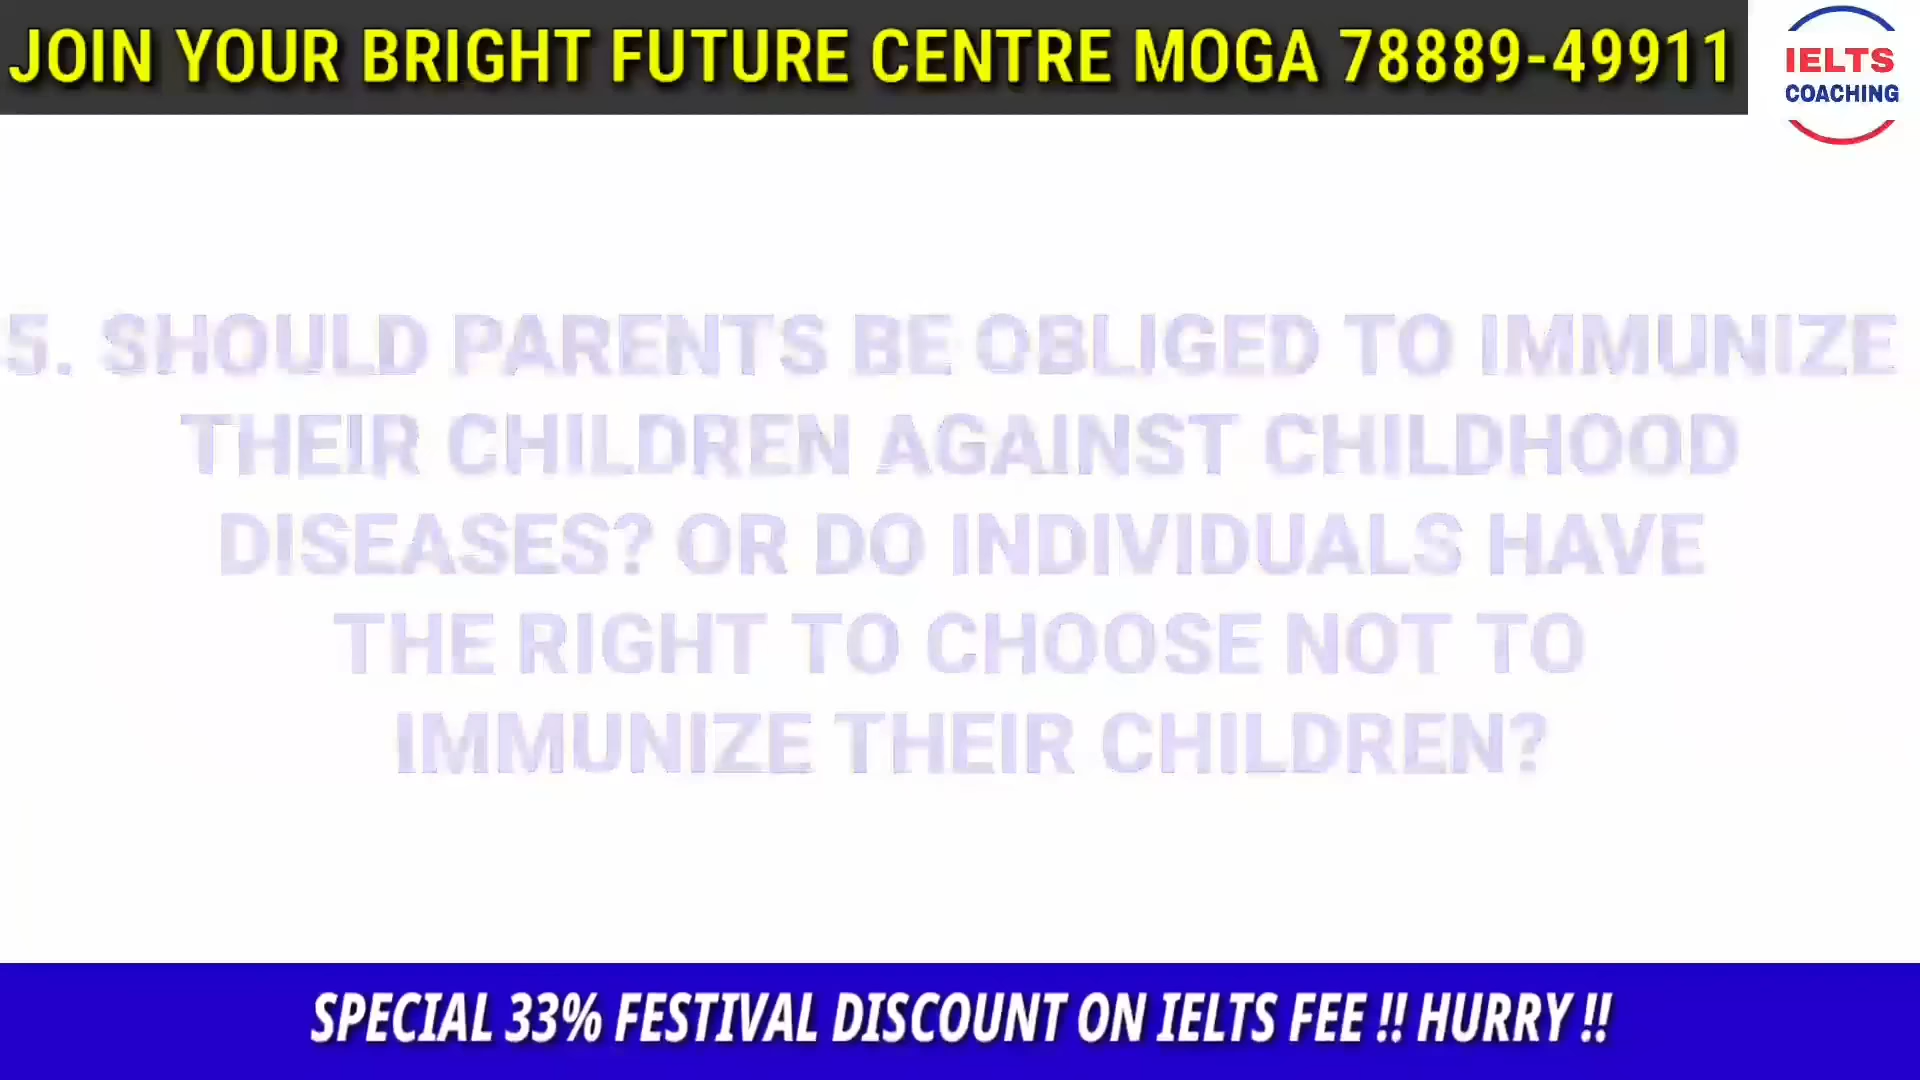 JOIN YOUR BRIGHT FUTURE CENTRE MOGA 78889-49911
IELTS
COACHING
5. SHOULD PARENTS BE OBLIGED TO IMMUNIZE
THEIR CHILDREN AGAINST CHILDHOOD
DISEASES? OR DO INDIVIDUALS HAVE
THE RIGHT TO CHOOSE NOT TO
IMMUNIZE THEIR CHILDREN?
SPECIAL 33% FESTIVAL DISCOUNT ON IELTS FEE !! HURRY !!